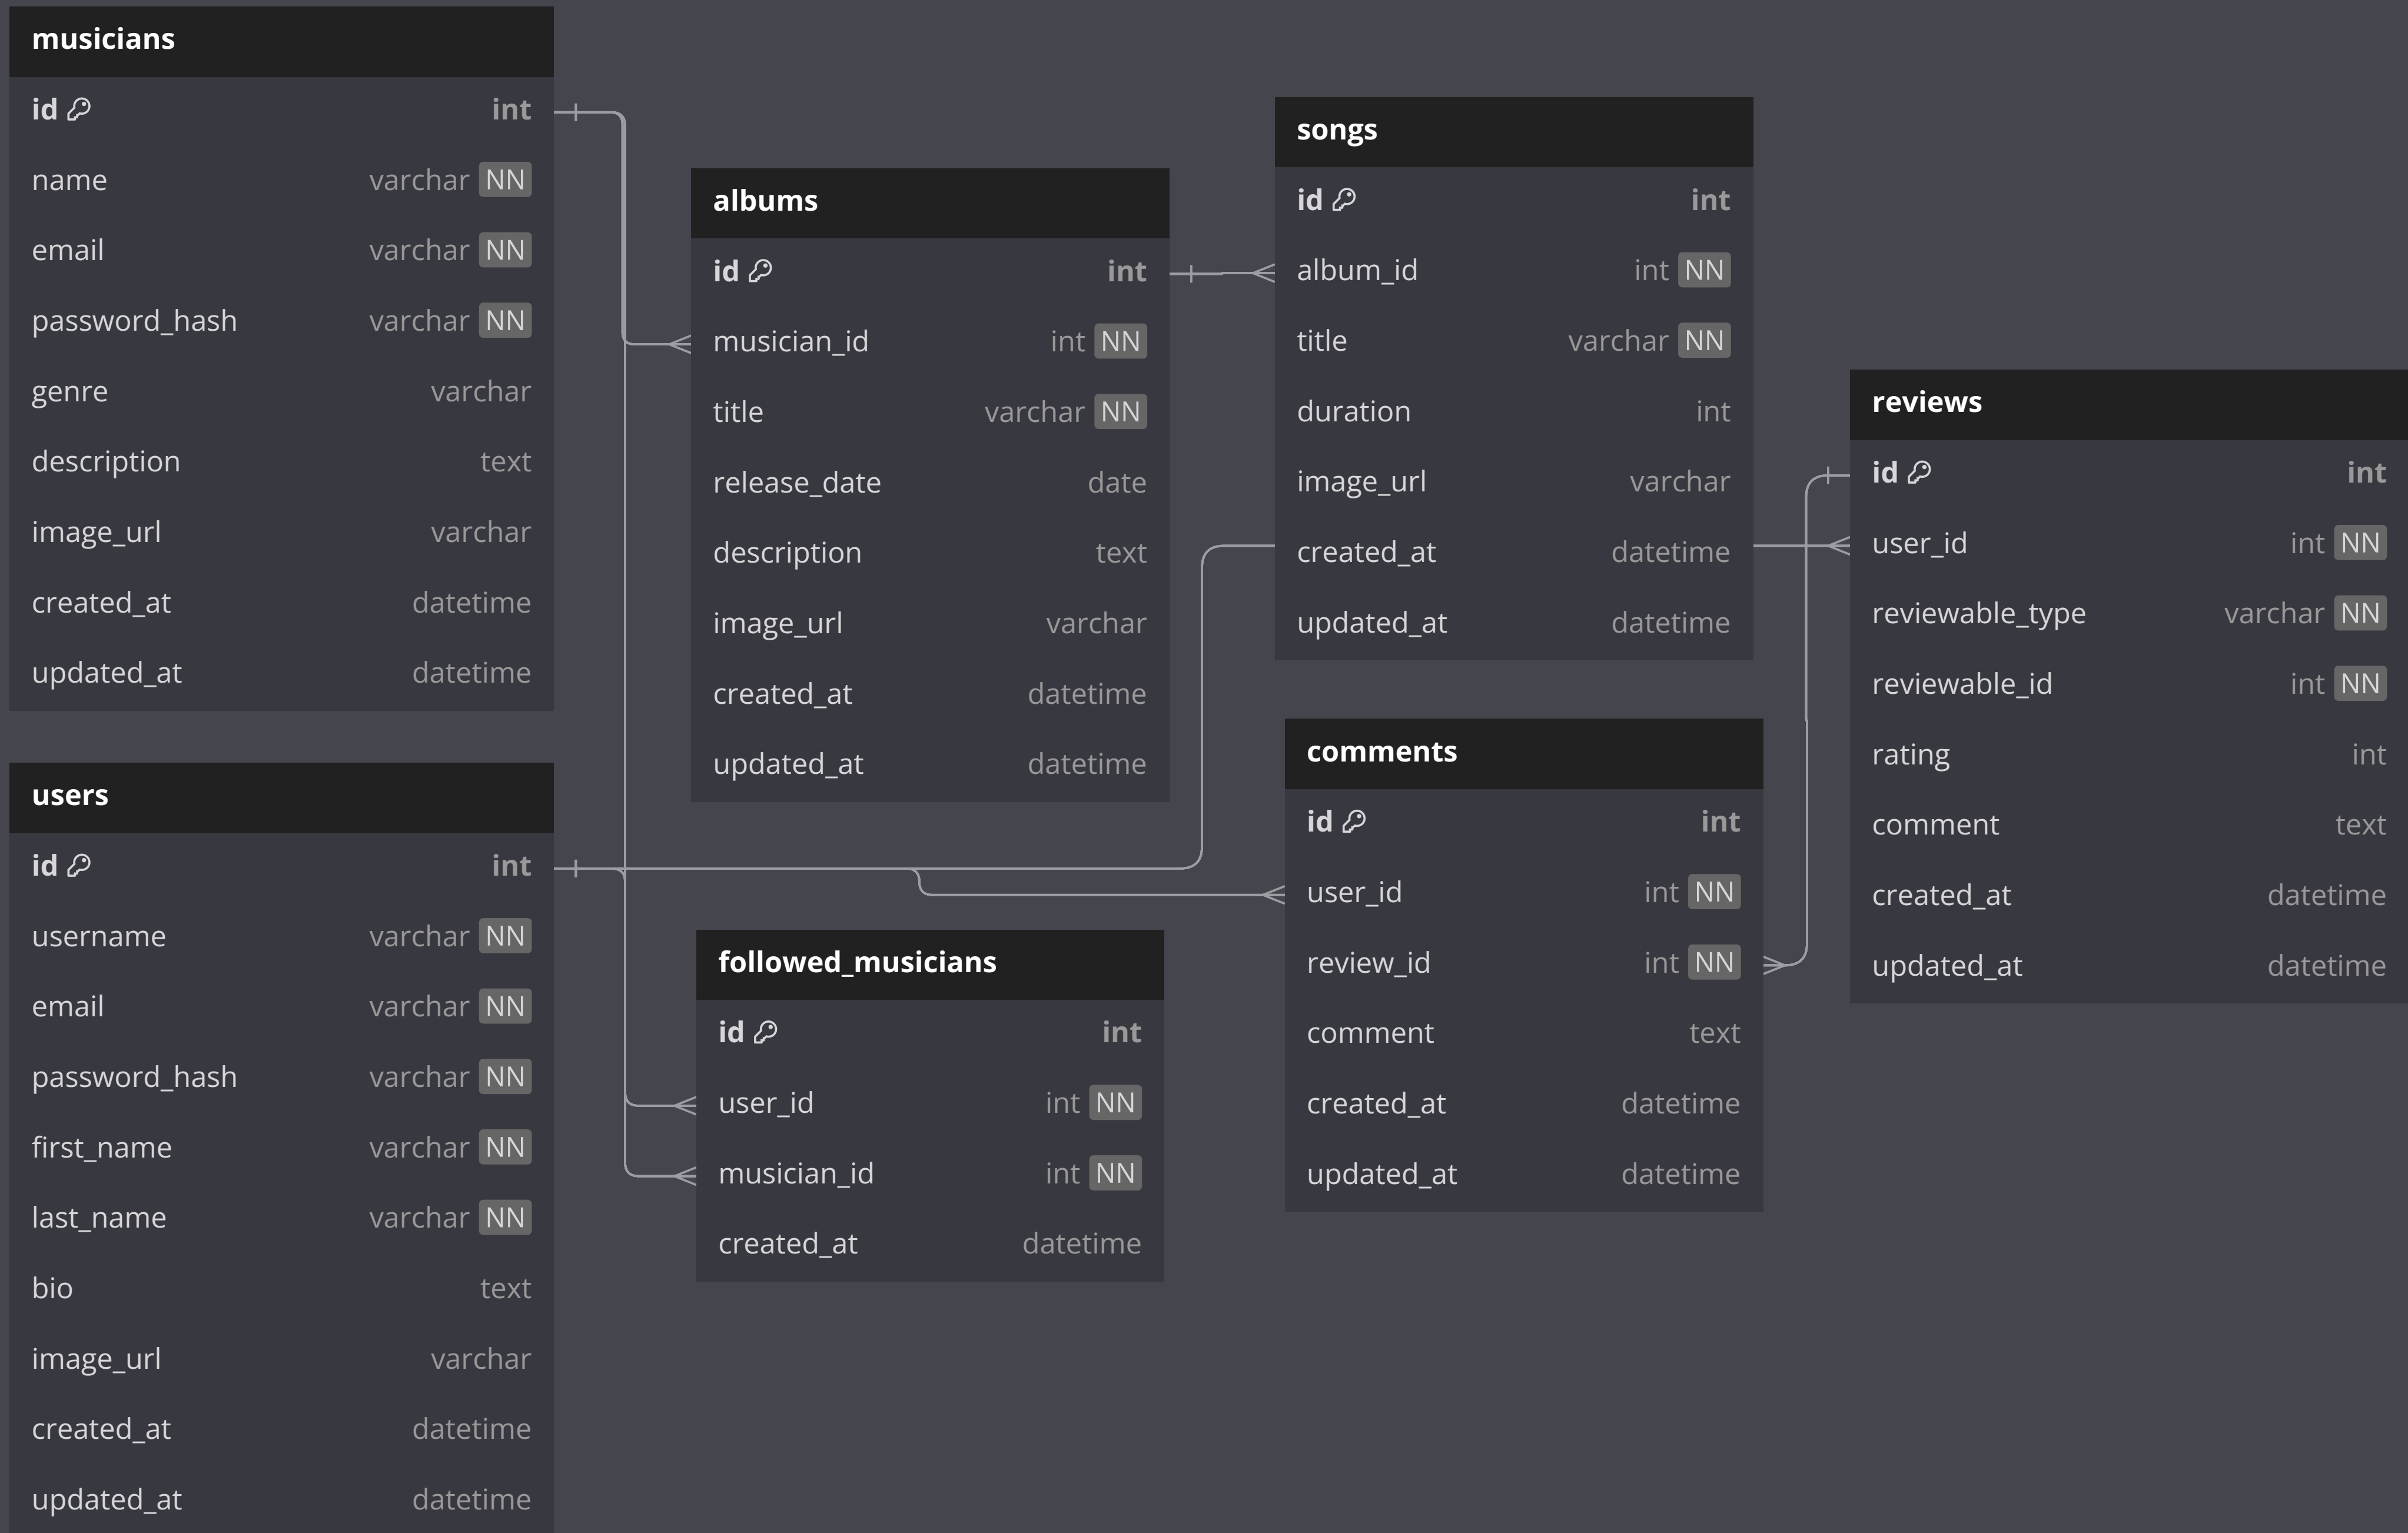 musicians
id int
name varchar NN
email varchar NN
password_hash varchar NN
genre varchar
description text
image_url varchar
created_at datetime
updated_at datetime
users
id int
username varchar NN
email varchar NN
password_hash varchar NN
first_name varchar NN
last_name varchar NN
bio text
image_url varchar
created_at datetime
updated_at datetime
albums
id int
musician_id int NN
title varchar NN
release_date date
description text
image_url varchar
created_at datetime
updated_at datetime
followed_musicians
id int
user_id int NN
musician_id int NN
created_at datetime
songs
id int
album_id int NN
title varchar NN
duration int
image_url varchar
created_at datetime
updated_at datetime
comments
id int
user_id int NN
review_id int NN
comment text
created_at datetime
updated_at datetime
reviews
id int
user_id int NN
reviewable_type varchar NN
reviewable_id int NN
rating int
comment text
created_at datetime
updated_at datetime